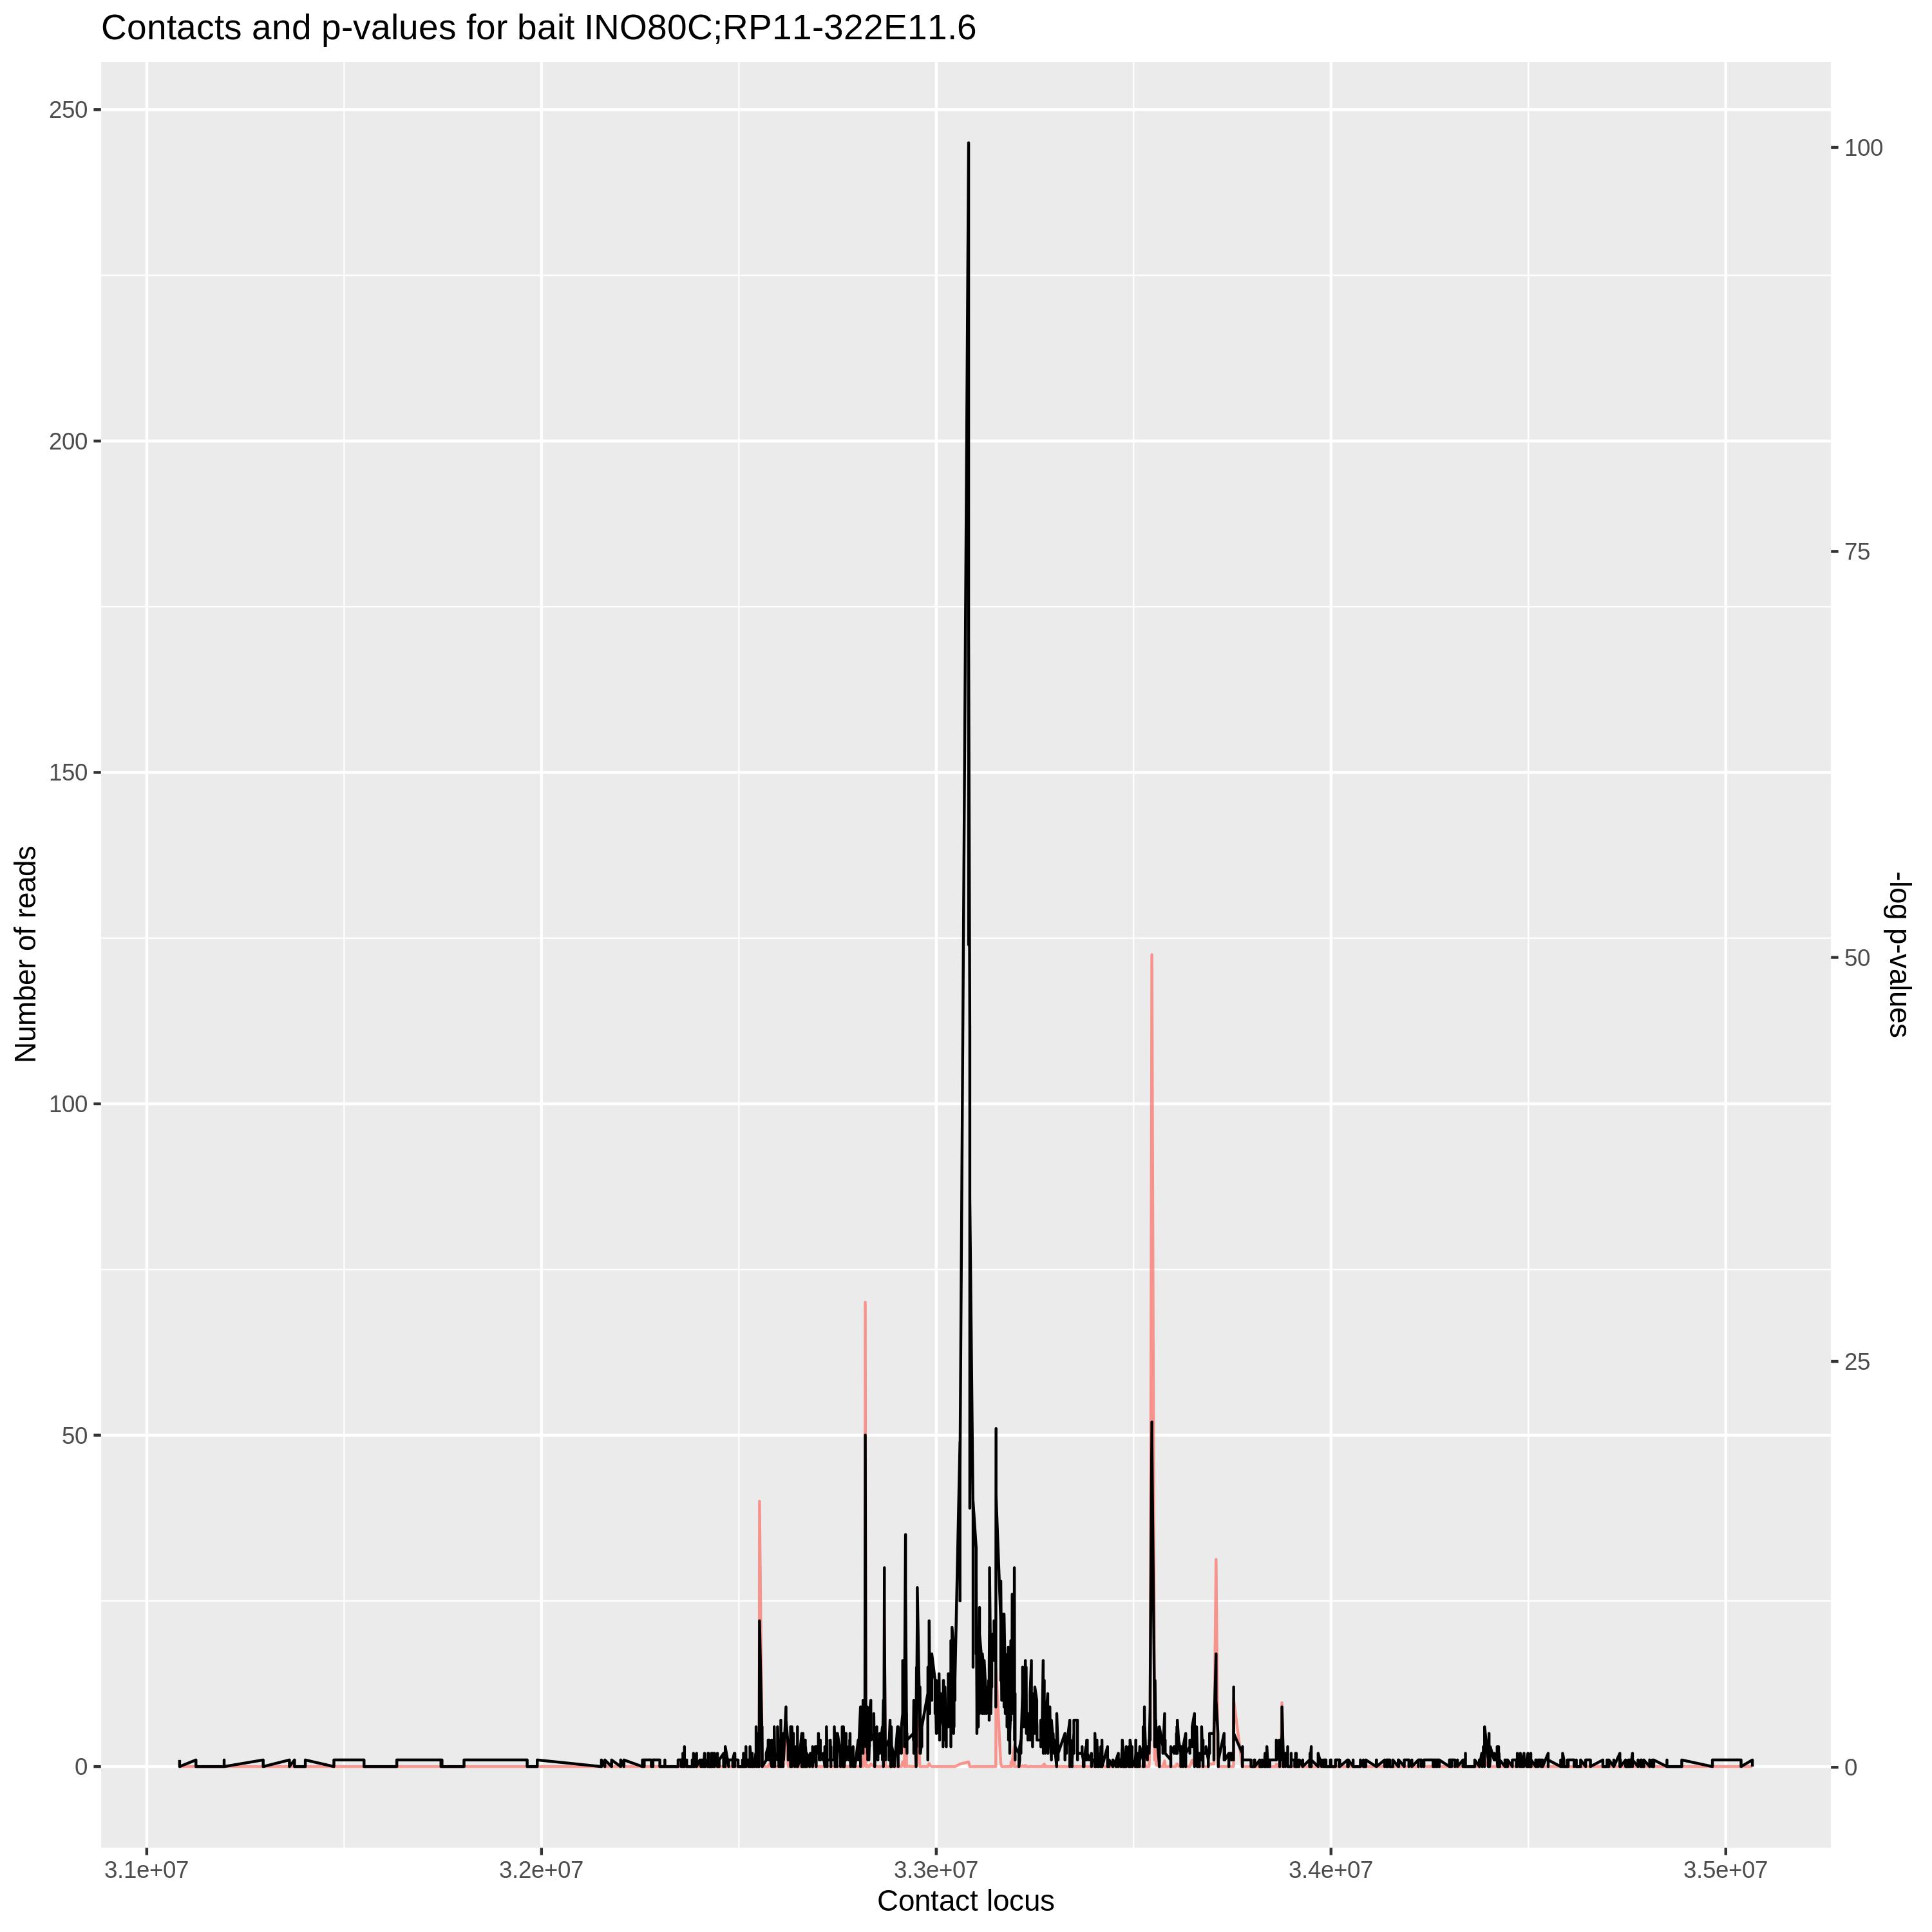 Contacts and p-values for bait INO80C;RP11-322E11.6
250
200
150
100
50
0
Number of reads
100
75
50
25
0
-log p-values
3.1e+07
3.2e+07
3.3e+07
3.4e+07
3.5e+07
Contact locus